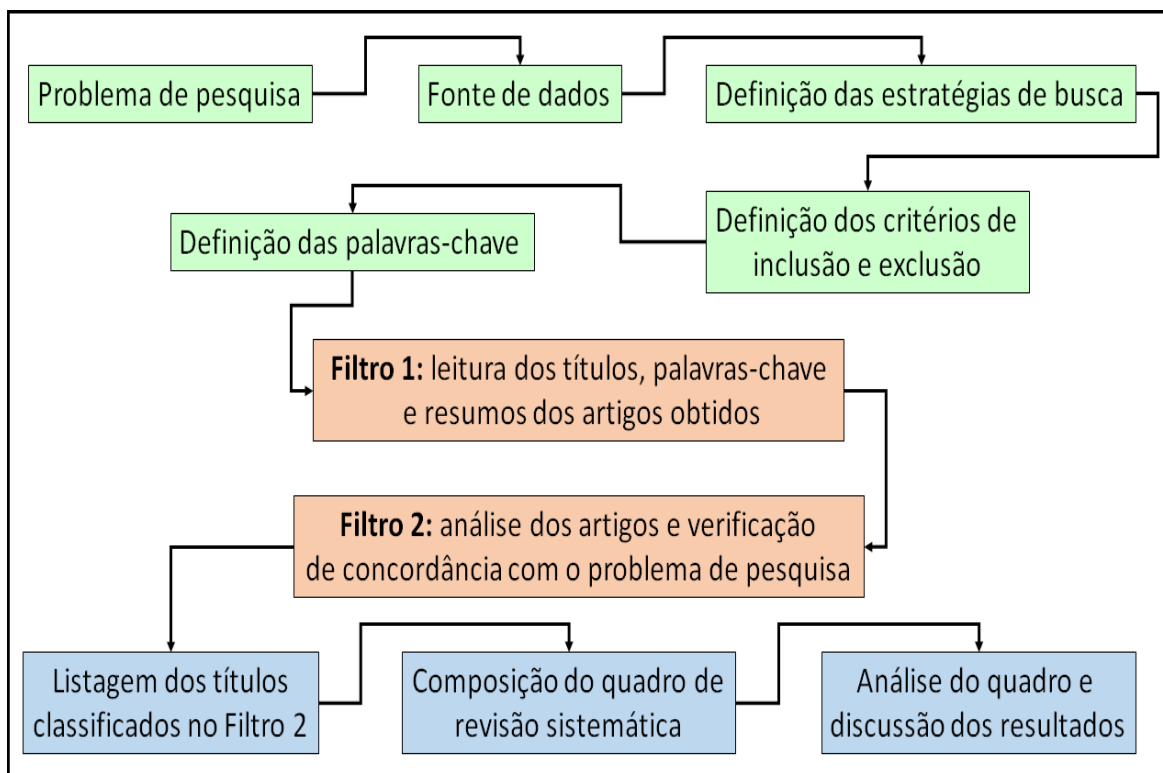 Problema de pesquisa
Fonte de dados
Definição das estratégias de busca
Definição dos critérios de
inclusão e exclusão
Definição das palavras-chave
Filtro 1: leitura dos títulos, palavras-chave
e resumos dos artigos obtidos
Filtro 2: análise dos artigos e verificação
de concordância com o problema de pesquisa
Listagem dos títulos
classificados no Filtro 2
Composição do quadro de
revisão sistemática
Análise do quadro e
discussão dos resultados